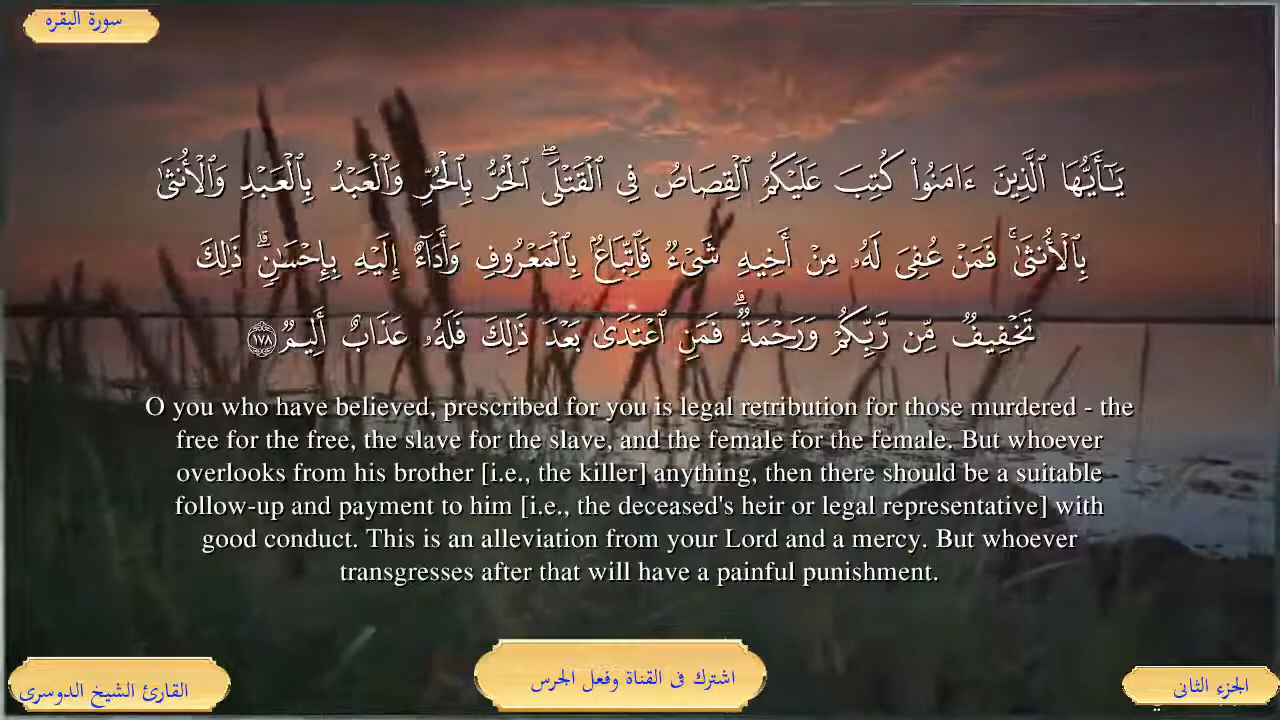 سورة البقره
يَـٰٓأَيُّهَا ٱلَّذِينَ ءَامَنُوا۟ كُتِبَ عَلَيْكُمُ ٱلْقِصَاصُ فِى ٱلْقَتْلَىۖ ٱلْحُرُّ بِٱلْحُرِّ وَٱلْعَبْدُ بِٱلْعَبْدِ وَٱلْأُنثَىٰ
بِٱلْأُنثَىٰۚ فَمَنْ عُفِىَ لَهُۥ مِنْ أَخِيهِ شَىْءٌۭ فَٱتِّبَاعٌۢ بِٱلْمَعْرُوفِ وَأَدَآءٌ إِلَيْهِ بِإِحْسَـٰنٍۢۗ ذَٰلِكَ
تَخْفِيفٌۭ مِّن رَّبِّكُمْ وَرَحْمَةٌۭۗ فَمَنِ ٱعْتَدَىٰ بَعْدَ ذَٰلِكَ فَلَهُۥ عَذَابٌ أَلِيمٌۭ ١٧٨
O you who have believed, prescribed for you is legal retribution for those murdered - the
free for the free, the slave for the slave, and the female for the female. But whoever
overlooks from his brother [i.e., the killer] anything, then there should be a suitable
follow-up and payment to him [i.e., the deceased's heir or legal representative] with
good conduct. This is an alleviation from your Lord and a mercy. But whoever
transgresses after that will have a painful punishment.
الجزء الثانى
اشترك فى القناة وفعل الجرس
القارئ الشيخ الدوسرى